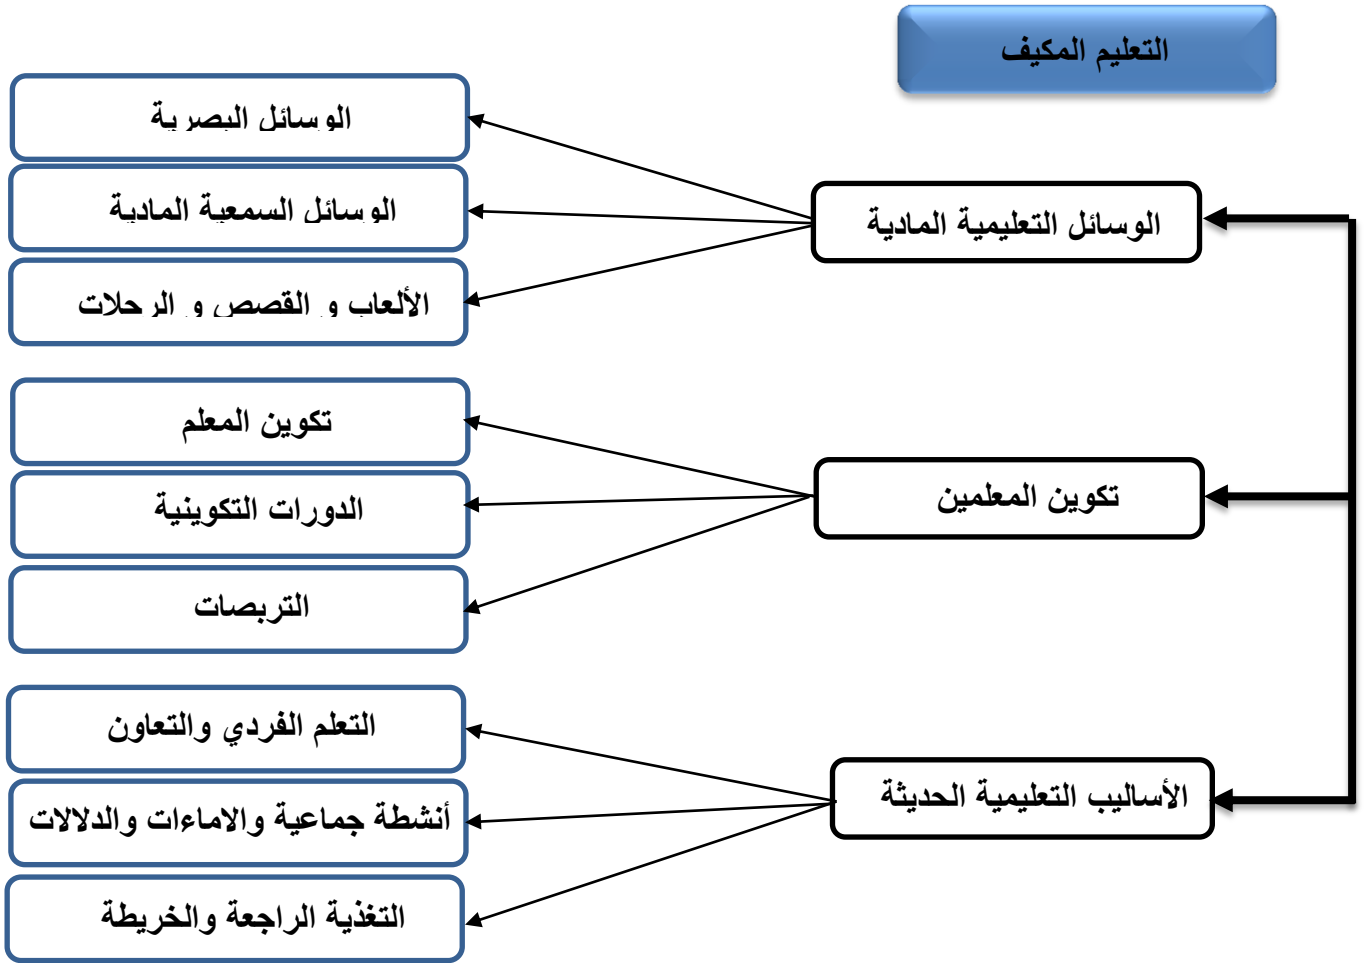 التعليم المكيف
الوسائل التعليمية المادية
الوسائل البصرية
الوسائل السمعية المادية
الألعاب و القصص و الرحلات
تكوين المعلمين
تكوين المعلم
الدورات التكوينية
التربصات
الأساليب التعليمية الحديثة
التعلم الفردي والتعاون
أنشطة جماعية والاماءات والدلالات
التغذية الراجعة والخريطة